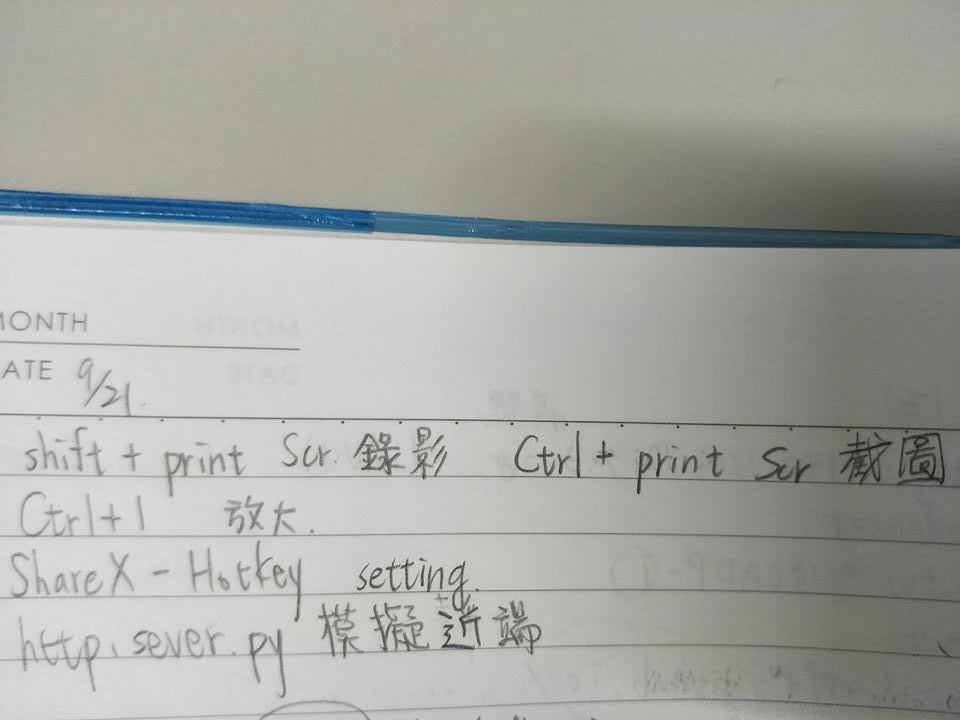 MONTH
DATE 9/21.
shift + print Scr. 錄影 Ctrl + print Scr 截圖
Ctrl+1 放大.
ShareX - Hotkey setting.
http.sever.py 模擬近端